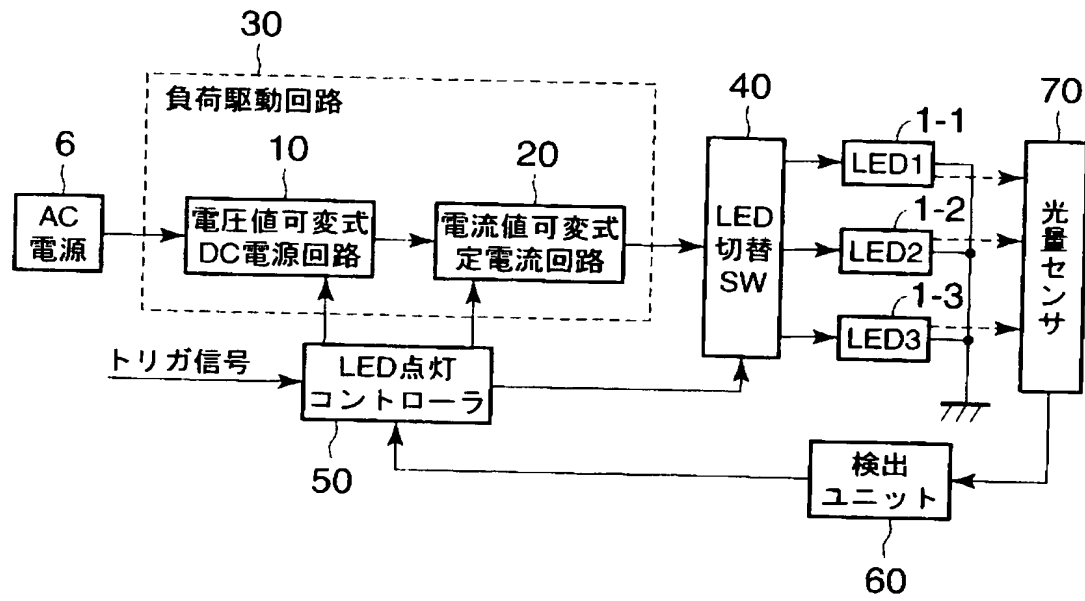 30
負荷駆動回路
6
AC
電源
10
電圧値可変式
DC電源回路
20
電流値可変式
定電流回路
40
LED
切替
SW
1-1
LED1
1-2
LED2
1-3
LED3
70
光量センサ
トリガ信号
LED点灯
コントローラ
50
検出
ユニット
60